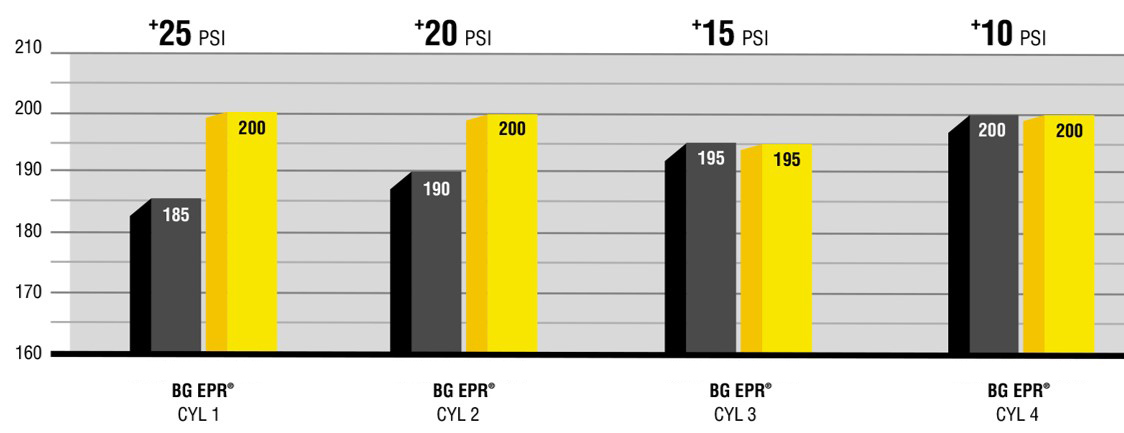 +25 PSI +20 PSI +15 PSI +10 PSI
210
200
190
180
170
160
185 200 190 200 195 195 200 200
BG EPR® BG EPR® BG EPR® BG EPR®
CYL 1 CYL 2 CYL 3 CYL 4